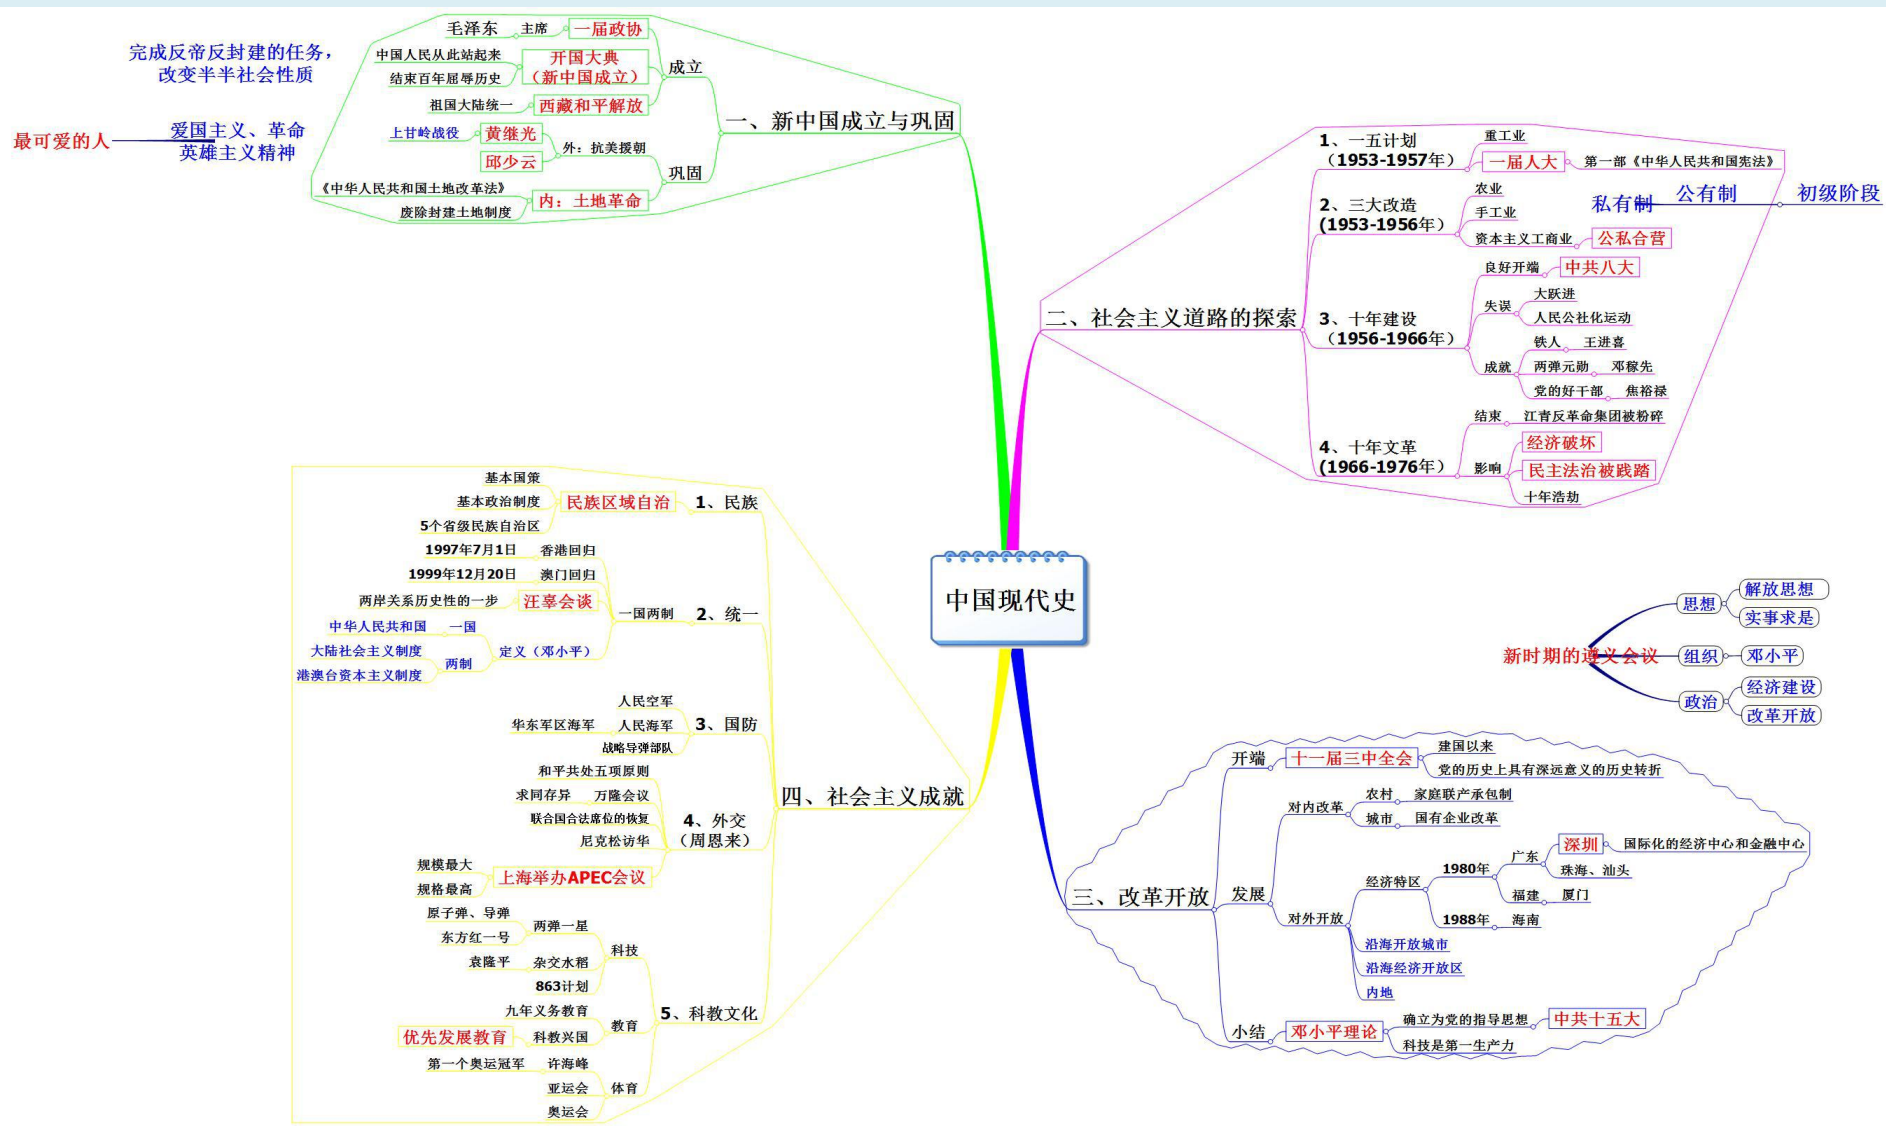 中国现代史
一、新中国成立与巩固
成立
一届政协
主席
毛泽东
开国大典
（新中国成立）
中国人民从此站起来
结束百年屈辱历史
西藏和平解放
祖国大陆统一
巩固
外：抗美援朝
黄继光
上甘岭战役
邱少云
内：土地革命
《中华人民共和国土地改革法》
废除封建土地制度
完成反帝反封建的任务，
改变半半社会性质
最可爱的人
爱国主义、革命
英雄主义精神
二、社会主义道路的探索
1、一五计划
（1953-1957年）
重工业
一届人大
第一部《中华人民共和国宪法》
2、三大改造
(1953-1956年）
农业
手工业
资本主义工商业
公私合营
私有制
公有制
初级阶段
3、十年建设
（1956-1966年）
良好开端
中共八大
失误
大跃进
人民公社化运动
成就
铁人
王进喜
两弹元勋
邓稼先
党的好干部
焦裕禄
4、十年文革
(1966-1976年）
结束
江青反革命集团被粉碎
影响
经济破坏
民主法治被践踏
十年浩劫
新时期的遵义会议
思想
解放思想
实事求是
组织
邓小平
政治
经济建设
改革开放
三、改革开放
开端
十一届三中全会
建国以来
党的历史上具有深远意义的历史转折
发展
对内改革
农村
家庭联产承包制
城市
国有企业改革
对外开放
经济特区
1980年
广东
深圳
国际化的经济中心和金融中心
珠海、汕头
福建
厦门
1988年
海南
沿海开放城市
沿海经济开放区
内地
小结
邓小平理论
确立为党的指导思想
中共十五大
科技是第一生产力
四、社会主义成就
1、民族
民族区域自治
基本国策
基本政治制度
5个省级民族自治区
2、统一
一国两制
香港回归
1997年7月1日
澳门回归
1999年12月20日
汪辜会谈
两岸关系历史性的一步
定义（邓小平）
一国
中华人民共和国
两制
大陆社会主义制度
港澳台资本主义制度
3、国防
人民空军
人民海军
华东军区海军
战略导弹部队
4、外交
（周恩来）
和平共处五项原则
万隆会议
求同存异
联合国合法席位的恢复
尼克松访华
上海举办APEC会议
规模最大
规格最高
5、科教文化
科技
两弹一星
原子弹、导弹
东方红一号
杂交水稻
袁隆平
863计划
教育
九年义务教育
科教兴国
优先发展教育
体育
许海峰
第一个奥运冠军
亚运会
奥运会